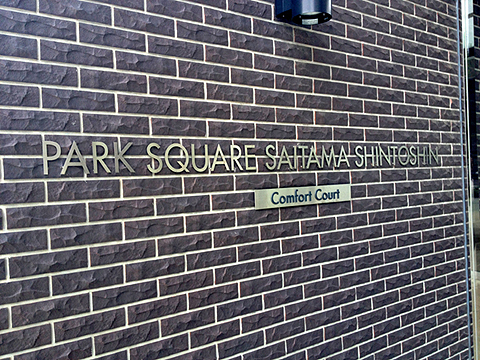 PARK SQUARE SAITAMA SHINTOSHIN
Comfort Court